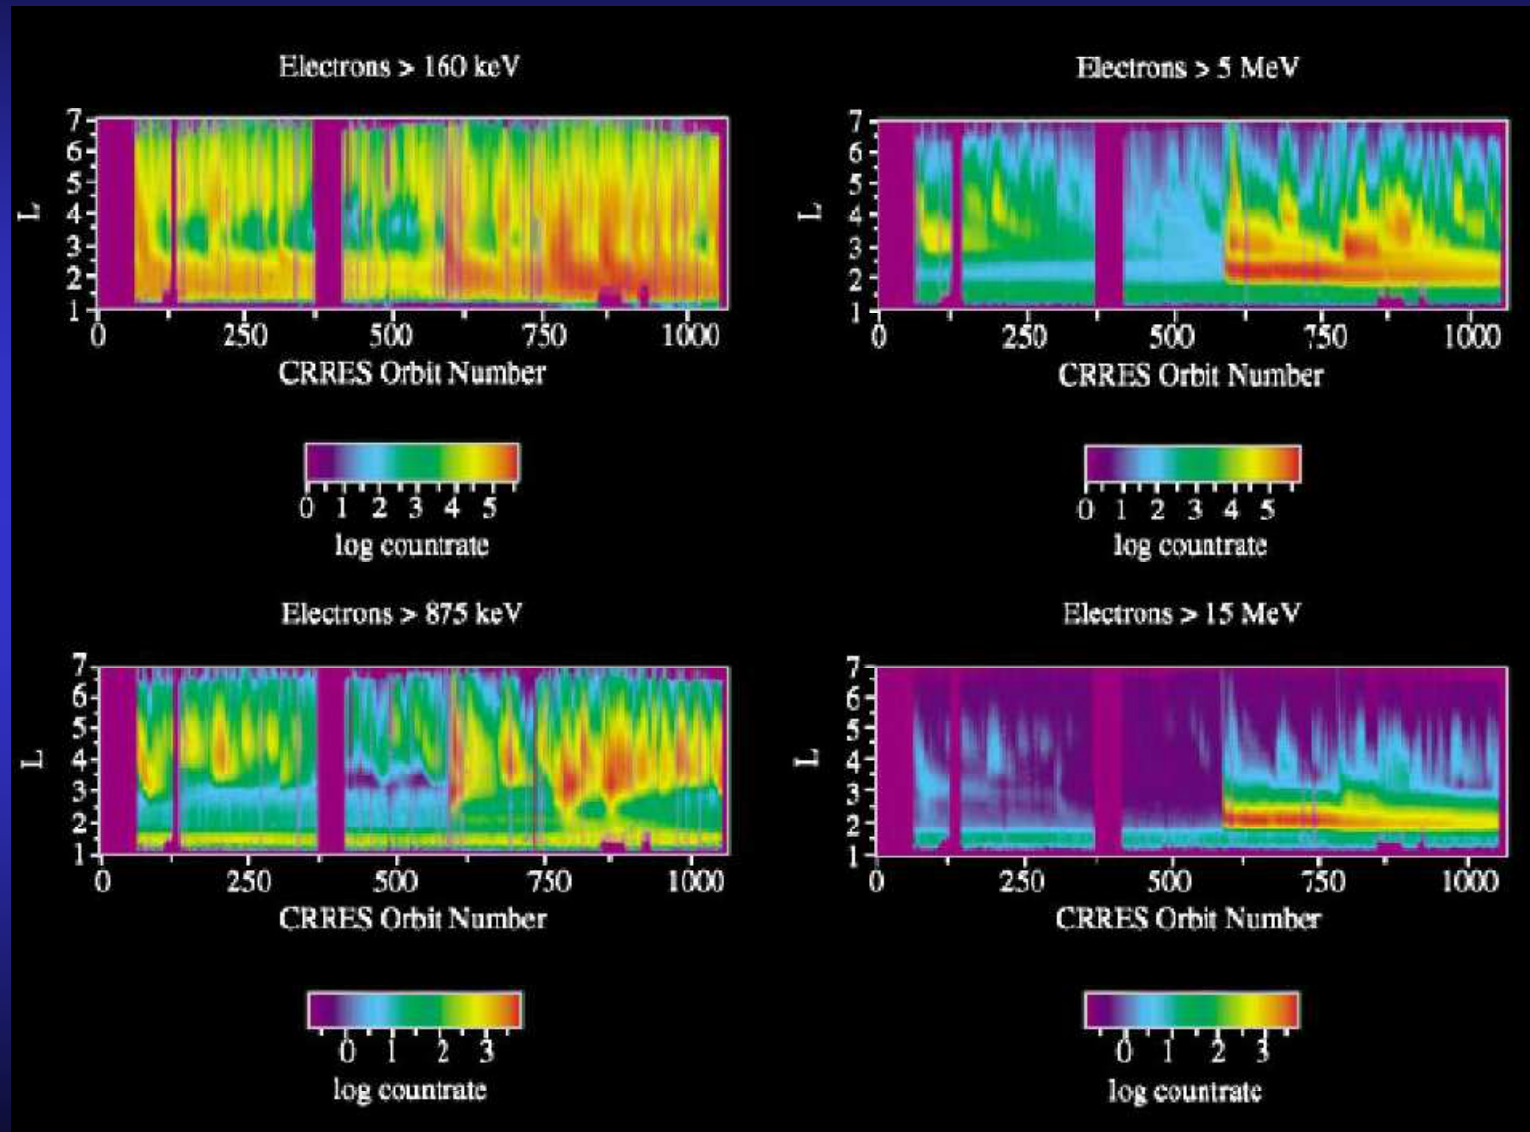 Electrons > 160 keV
7
6
5
4
3
2
1
L
0 250 500 750 1000
CRRES Orbit Number
0 1 2 3 4 5
log countrate
Electrons > 5 MeV
7
6
5
4
3
2
1
L
0 250 500 750 1000
CRRES Orbit Number
0 1 2 3 4 5
log countrate
Electrons > 875 keV
7
6
5
4
3
2
1
L
0 250 500 750 1000
CRRES Orbit Number
0 1 2 3
log countrate
Electrons > 15 MeV
7
6
5
4
3
2
1
L
0 250 500 750 1000
CRRES Orbit Number
0 1 2 3
log countrate